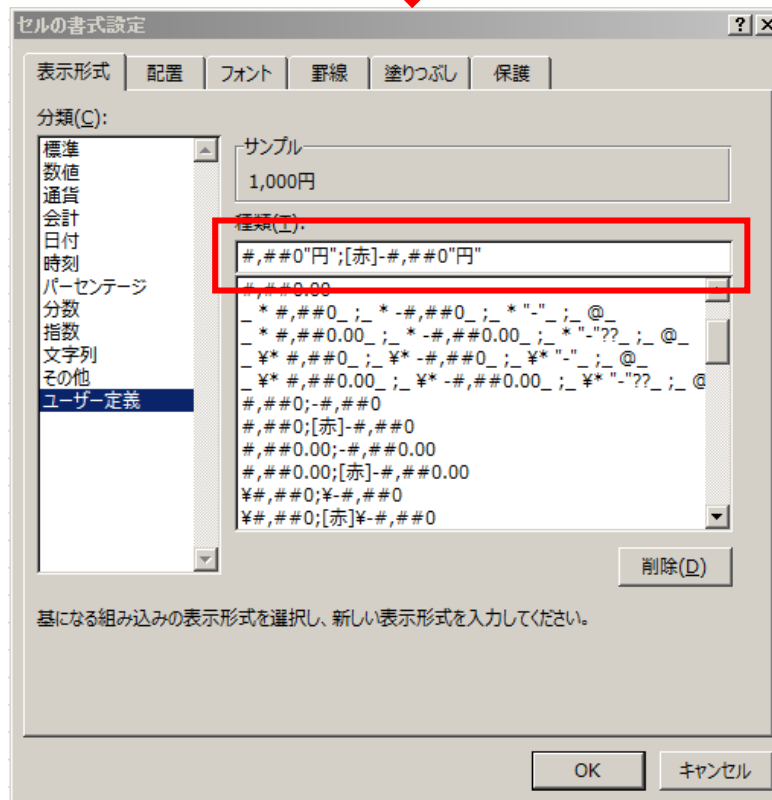 セルの書式設定
表示形式 配置 フォント 罫線 塗りつぶし 保護
分類(C):
標準
数値
通貨
会計
日付
時刻
パーセンテージ
分数
指数
文字列
その他
ユーザー定義
サンプル
1,000円
種類(T):
#,##0"円";[赤]-#,##0"円"
#,##0.00
_ * #,##0_ ;_ * -#,##0_ ;_ * "-"_ ;_ @_
_ * #,##0.00_ ;_ * -#,##0.00_ ;_ * "-"??_ ;_ @_
_ ¥* #,##0_ ;_ ¥* -#,##0_ ;_ ¥* "-"_ ;_ @_
_ ¥* #,##0.00_ ;_ ¥* -#,##0.00_ ;_ ¥* "-"??_ ;_ @
#,##0;-#,##0
#,##0;[赤]-#,##0
#,##0.00;-#,##0.00
#,##0.00;[赤]-#,##0.00
¥#,##0;¥-#,##0
¥#,##0;[赤]¥-#,##0
削除(D)
基になる組み込みの表示形式を選択し、新しい表示形式を入力してください。
OK キャンセル